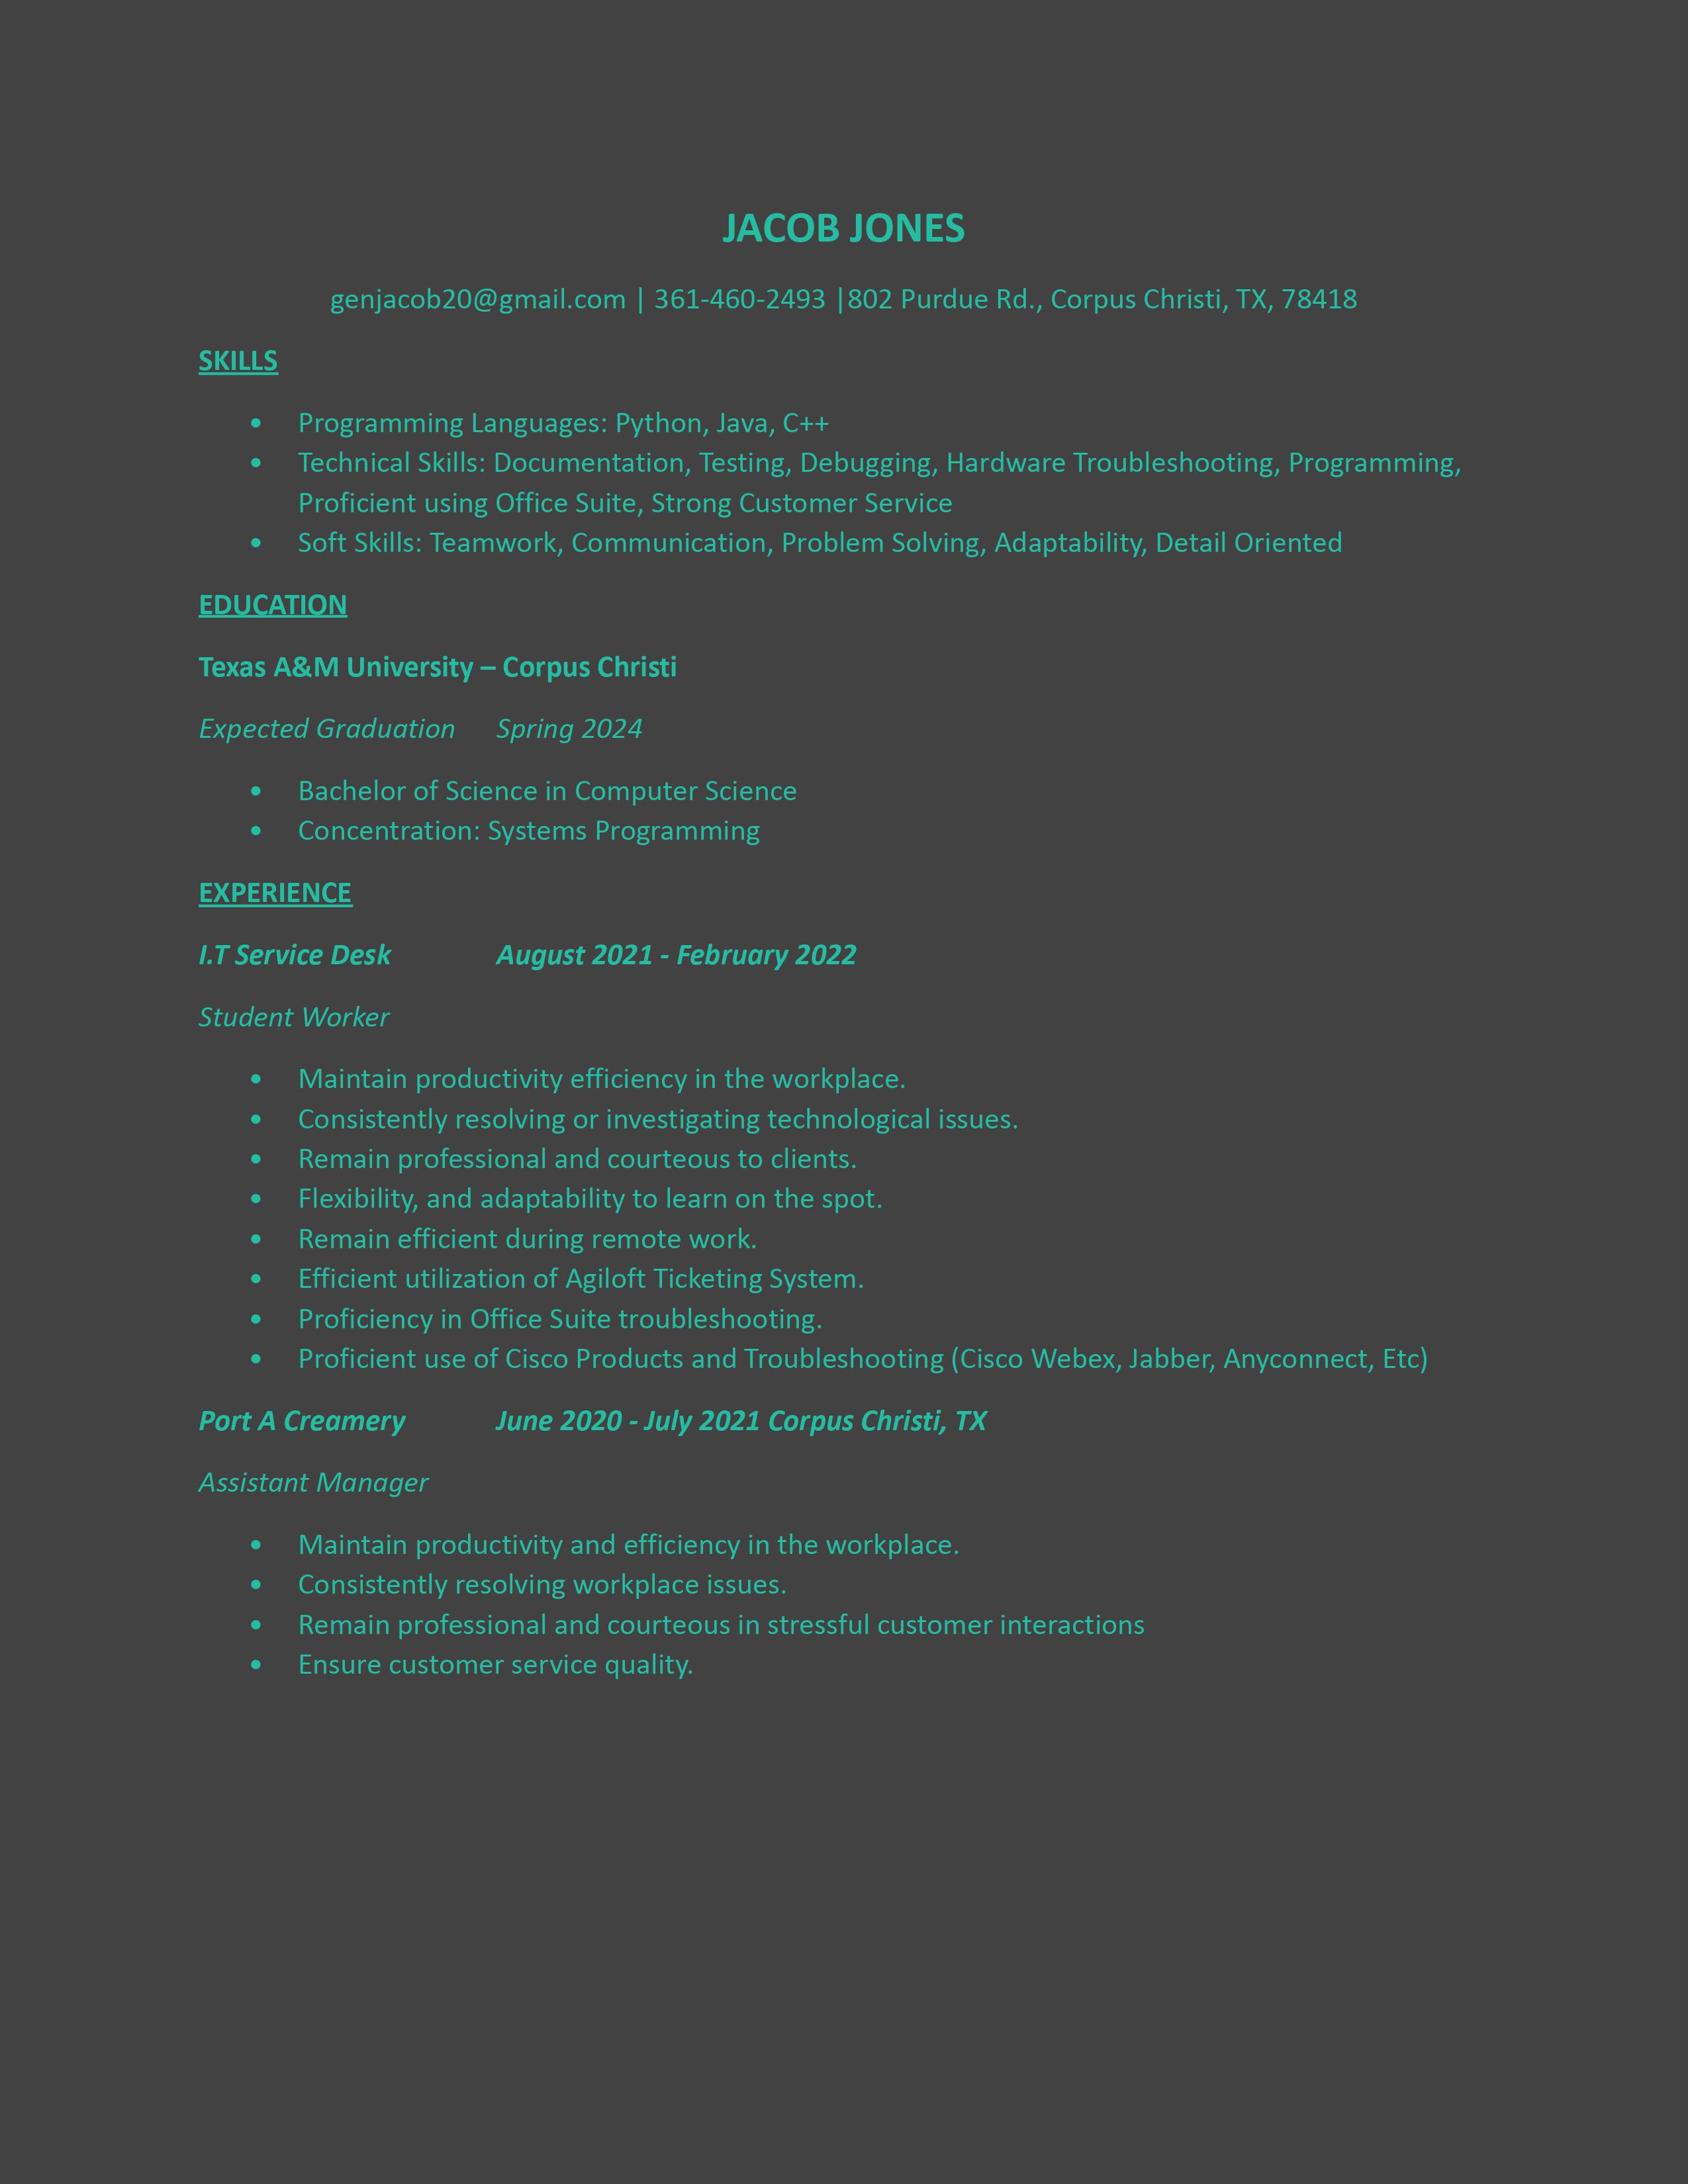 JACOB JONES
genjacob20@gmail.com | 361-460-2493 |802 Purdue Rd., Corpus Christi, TX, 78418
SKILLS
• Programming Languages: Python, Java, C++
• Technical Skills: Documentation, Testing, Debugging, Hardware Troubleshooting, Programming,
Proficient using Office Suite, Strong Customer Service
• Soft Skills: Teamwork, Communication, Problem Solving, Adaptability, Detail Oriented
EDUCATION
Texas A&M University – Corpus Christi
Expected Graduation Spring 2024
• Bachelor of Science in Computer Science
• Concentration: Systems Programming
EXPERIENCE
I.T Service Desk August 2021 - February 2022
Student Worker
• Maintain productivity efficiency in the workplace.
• Consistently resolving or investigating technological issues.
• Remain professional and courteous to clients.
• Flexibility, and adaptability to learn on the spot.
• Remain efficient during remote work.
• Efficient utilization of Agiloft Ticketing System.
• Proficiency in Office Suite troubleshooting.
• Proficient use of Cisco Products and Troubleshooting (Cisco Webex, Jabber, Anyconnect, Etc)
Port A Creamery June 2020 - July 2021 Corpus Christi, TX
Assistant Manager
• Maintain productivity and efficiency in the workplace.
• Consistently resolving workplace issues.
• Remain professional and courteous in stressful customer interactions
• Ensure customer service quality.